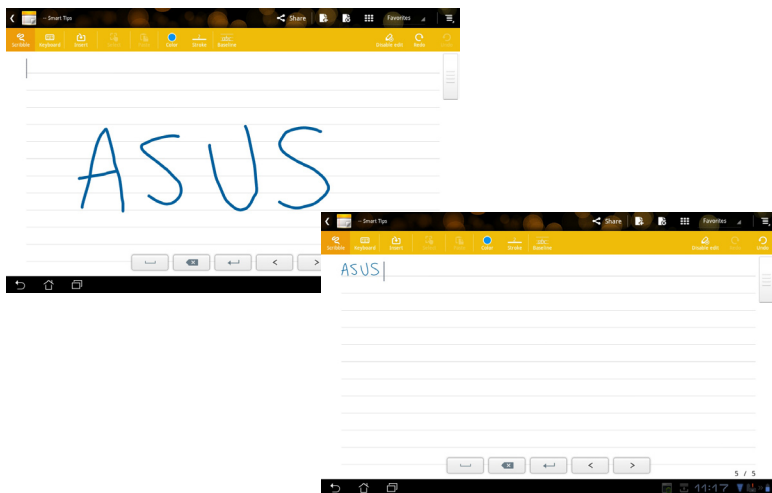 -- Smart Tips
Share
Favorites
Scribble
Keyboard
Insert
Color
Stroke
Baseline
Disable edit
Redo
ASUS
-- Smart Tips
Share
Favorites
Scribble
Keyboard
Insert
Color
Stroke
Baseline
Disable edit
Undo
ASUS
5 / 5
11:17